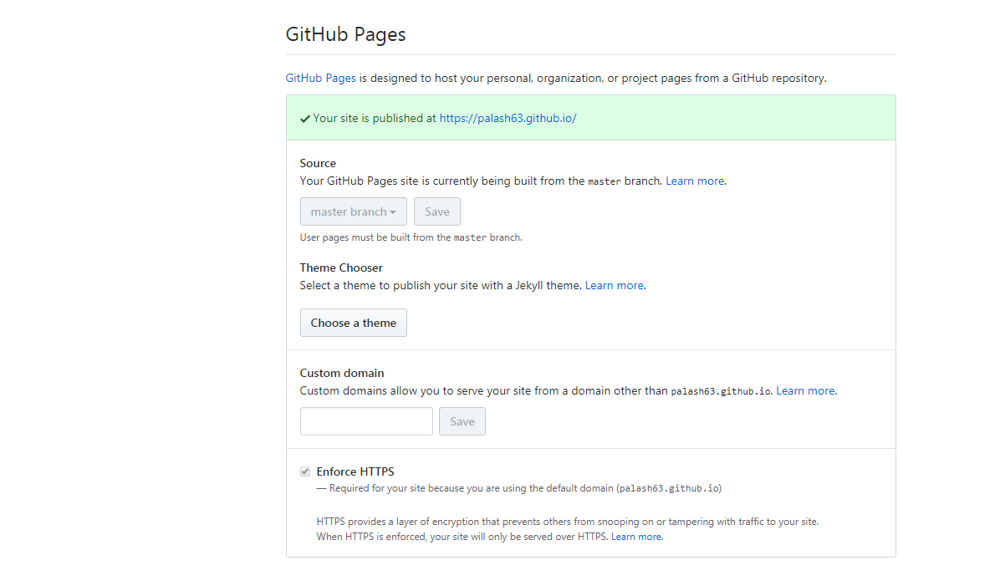 GitHub Pages
GitHub Pages is designed to host your personal, organization, or project pages from a GitHub repository.
Your site is published at https://palash63.github.io/
Source
Your GitHub Pages site is currently being built from the master branch. Learn more.
master branch Save
User pages must be built from the master branch.
Theme Chooser
Select a theme to publish your site with a Jekyll theme. Learn more.
Choose a theme
Custom domain
Custom domains allow you to serve your site from a domain other than palash63.github.io. Learn more.
Save
Enforce HTTPS
— Required for your site because you are using the default domain (palash63.github.io)
HTTPS provides a layer of encryption that prevents others from snooping on or tampering with traffic to your site.
When HTTPS is enforced, your site will only be served over HTTPS. Learn more.